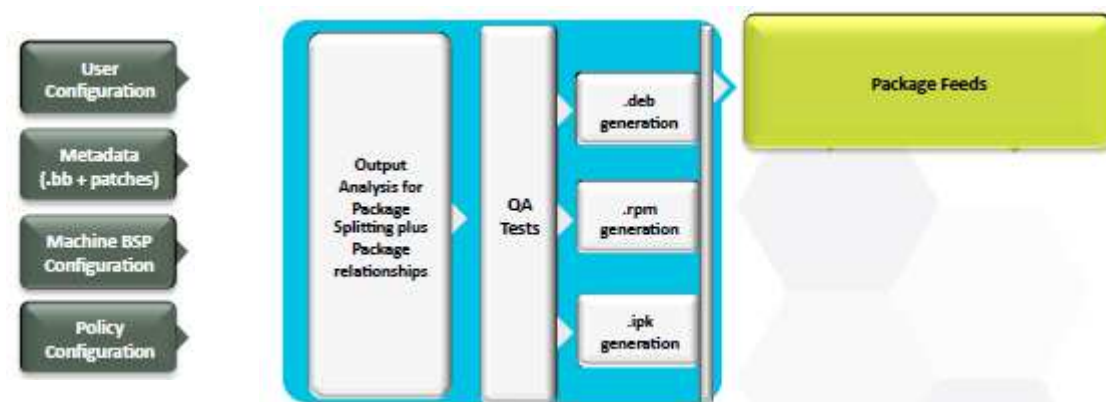 User
Configuration
Metadata
(.bb + patches)
Machine BSP
Configuration
Policy
Configuration
Output
Analysis for
Package
Splitting plus
Package
relationships
QA
Tests
.deb
generation
.rpm
generation
.ipk
generation
Package Feeds